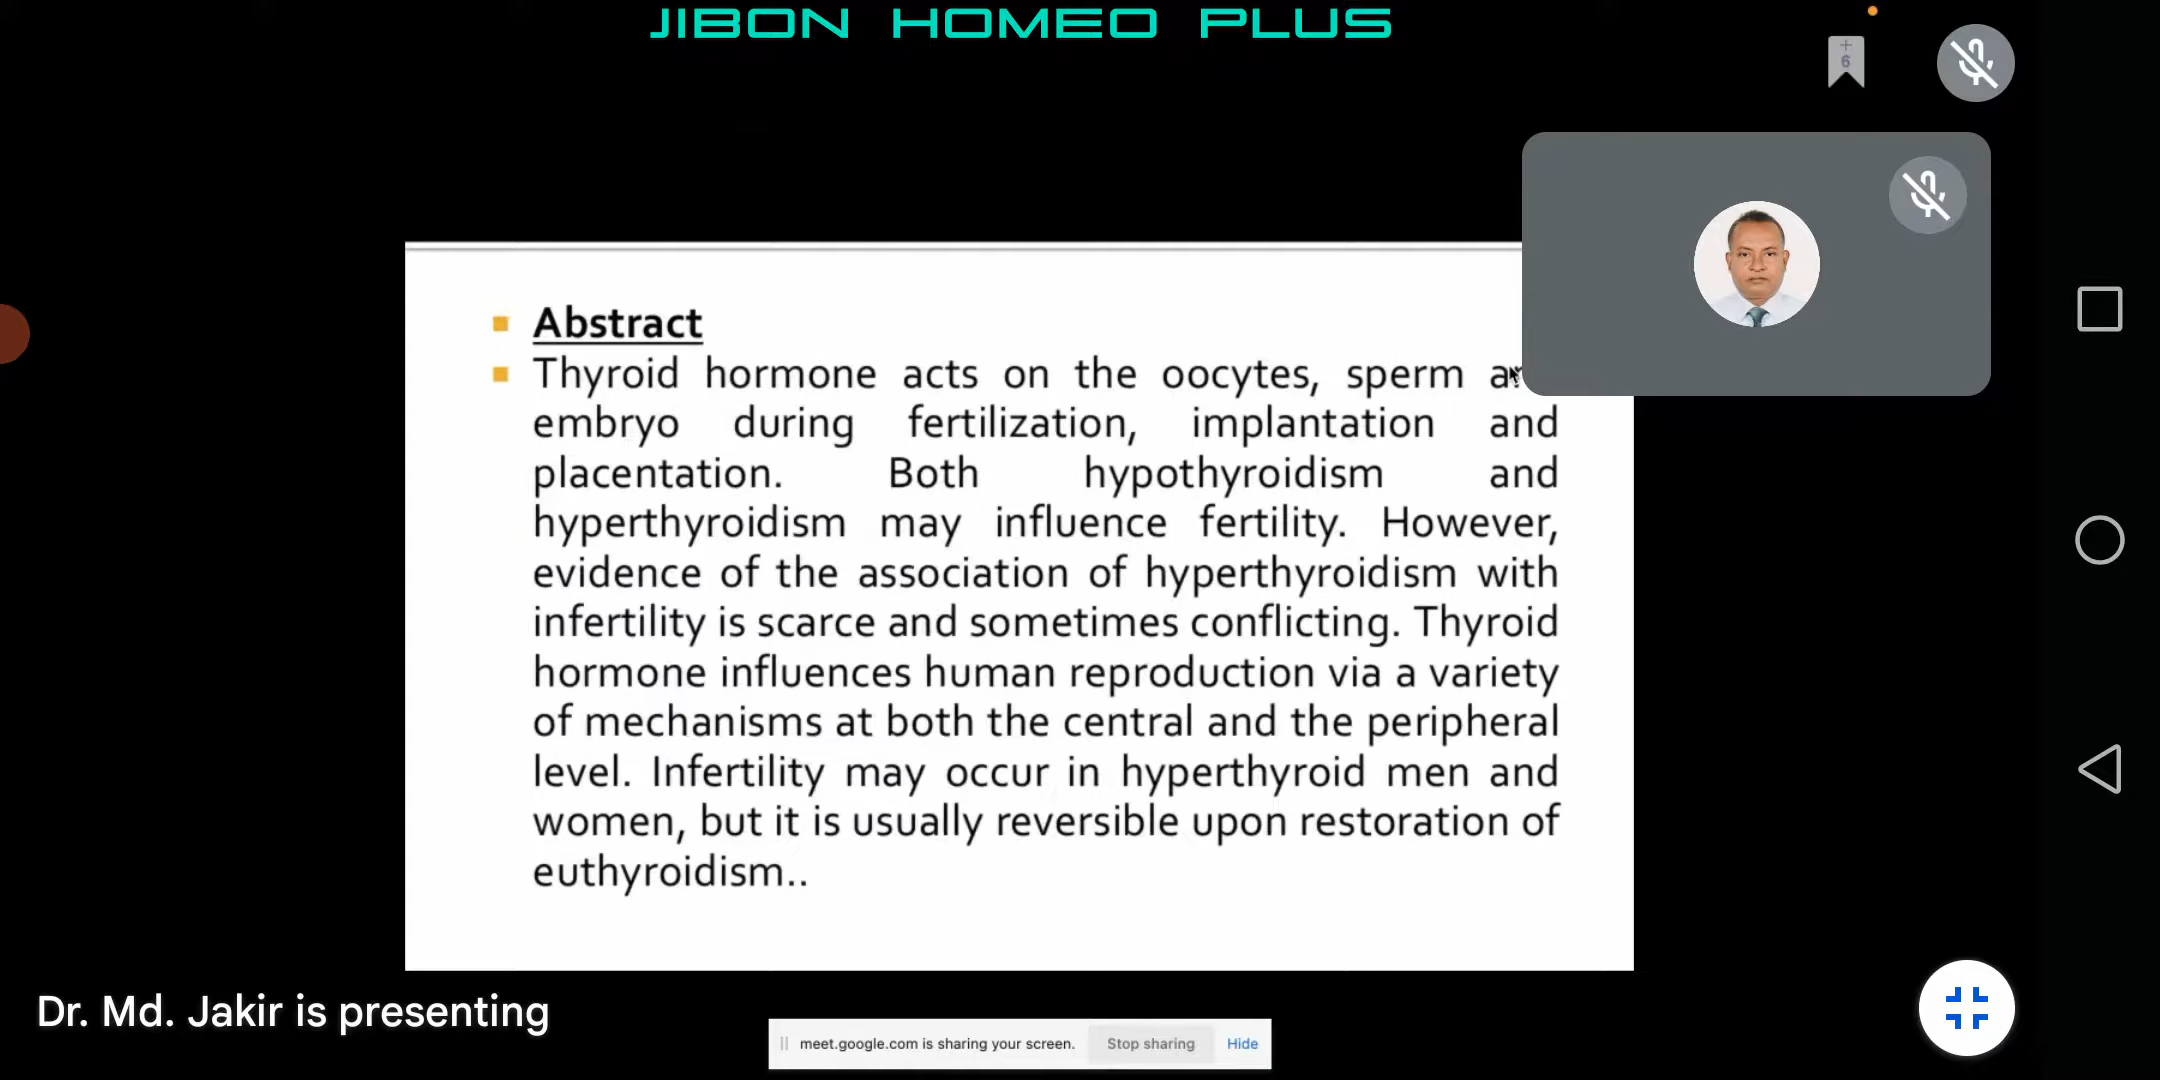 JIBON HOMEO PLUS
+
6
Abstract
Thyroid hormone acts on the oocytes, sperm
embryo during fertilization, implantation and
placentation. Both hypothyroidism and
hyperthyroidism may influence fertility. However,
evidence of the association of hyperthyroidism with
infertility is scarce and sometimes conflicting. Thyroid
hormone influences human reproduction via a variety
of mechanisms at both the central and the peripheral
level. Infertility may occur in hyperthyroid men and
women, but it is usually reversible upon restoration of
euthyroidism..
Dr. Md. Jakir is presenting
meet.google.com is sharing your screen. Stop sharing Hide